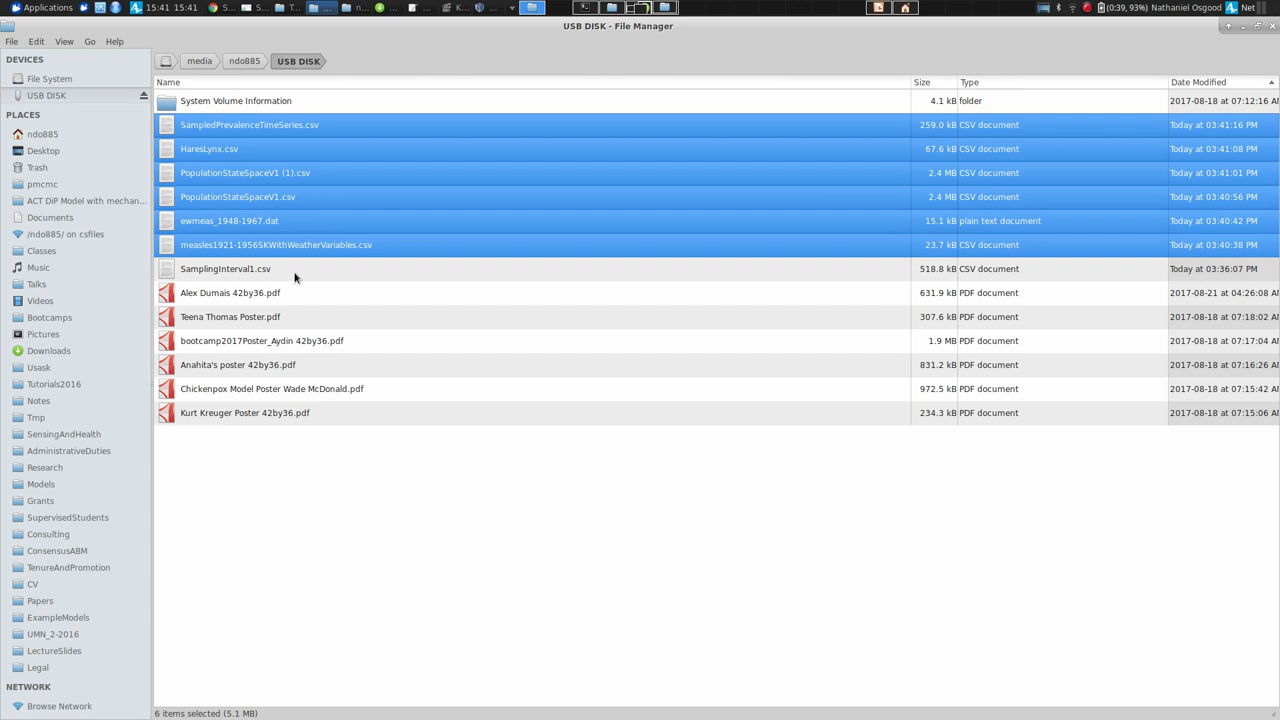 Applications 15:41 15:41 S... S... T... n... n... K... (0:39, 93%) Nathaniel Osgood Net
USB DISK - File Manager
File Edit View Go Help
DEVICES
File System
USB DISK
PLACES
ndo885
Desktop
Trash
pmcmc
ACT DiP Model with mechan...
Documents
/ndo885/ on csfiles
Classes
Music
Talks
Videos
Bootcamps
Pictures
Downloads
Usask
Tutorials2016
Notes
Tmp
SensingAndHealth
AdministrativeDuties
Research
Models
Grants
SupervisedStudents
Consulting
ConsensusABM
TenureAndPromotion
CV
Papers
ExampleModels
UMN_2-2016
LectureSlides
Legal
NETWORK
Browse Network
media ndo885 USB DISK
Name Size Type Date Modified
System Volume Information 4.1 kB folder 2017-08-18 at 07:12:16 AM
SampledPrevalenceTimeSeries.csv 259.0 kB CSV document Today at 03:41:16 PM
HaresLynx.csv 67.6 kB CSV document Today at 03:41:08 PM
PopulationStateSpaceV1 (1).csv 2.4 MB CSV document Today at 03:41:01 PM
PopulationStateSpaceV1.csv 2.4 MB CSV document Today at 03:40:56 PM
ewmeas_1948-1967.dat 15.1 kB plain text document Today at 03:40:42 PM
measles1921-1956SKWithWeatherVariables.csv 23.7 kB CSV document Today at 03:40:38 PM
SamplingInterval1.csv 518.8 kB CSV document Today at 03:36:07 PM
Alex Dumais 42by36.pdf 631.9 kB PDF document 2017-08-21 at 04:26:08 AM
Teena Thomas Poster.pdf 307.6 kB PDF document 2017-08-18 at 07:18:02 AM
bootcamp2017Poster_Aydin 42by36.pdf 1.9 MB PDF document 2017-08-18 at 07:17:04 AM
Anahita's poster 42by36.pdf 831.2 kB PDF document 2017-08-18 at 07:16:26 AM
Chickenpox Model Poster Wade McDonald.pdf 972.5 kB PDF document 2017-08-18 at 07:15:42 AM
Kurt Kreuger Poster 42by36.pdf 234.3 kB PDF document 2017-08-18 at 07:15:06 AM
6 items selected (5.1 MB)